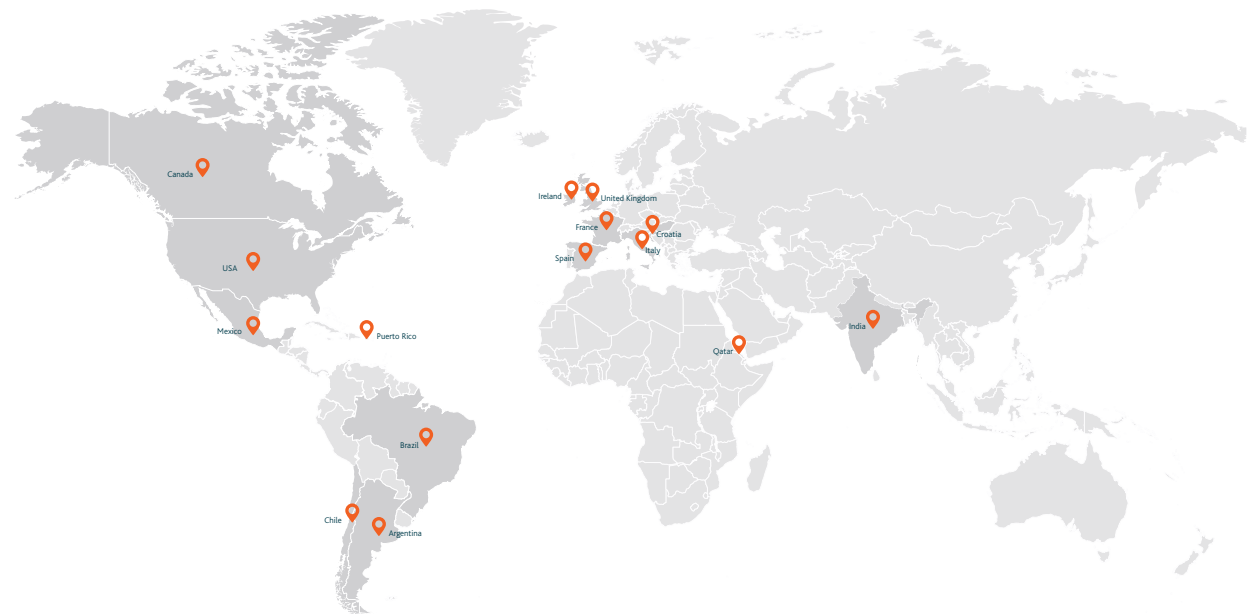 Canada
Ireland
United Kingdom
France
Croatia
Italy
Spain
USA
Mexico
Puerto Rico
India
Qatar
Brazil
Chile
Argentina